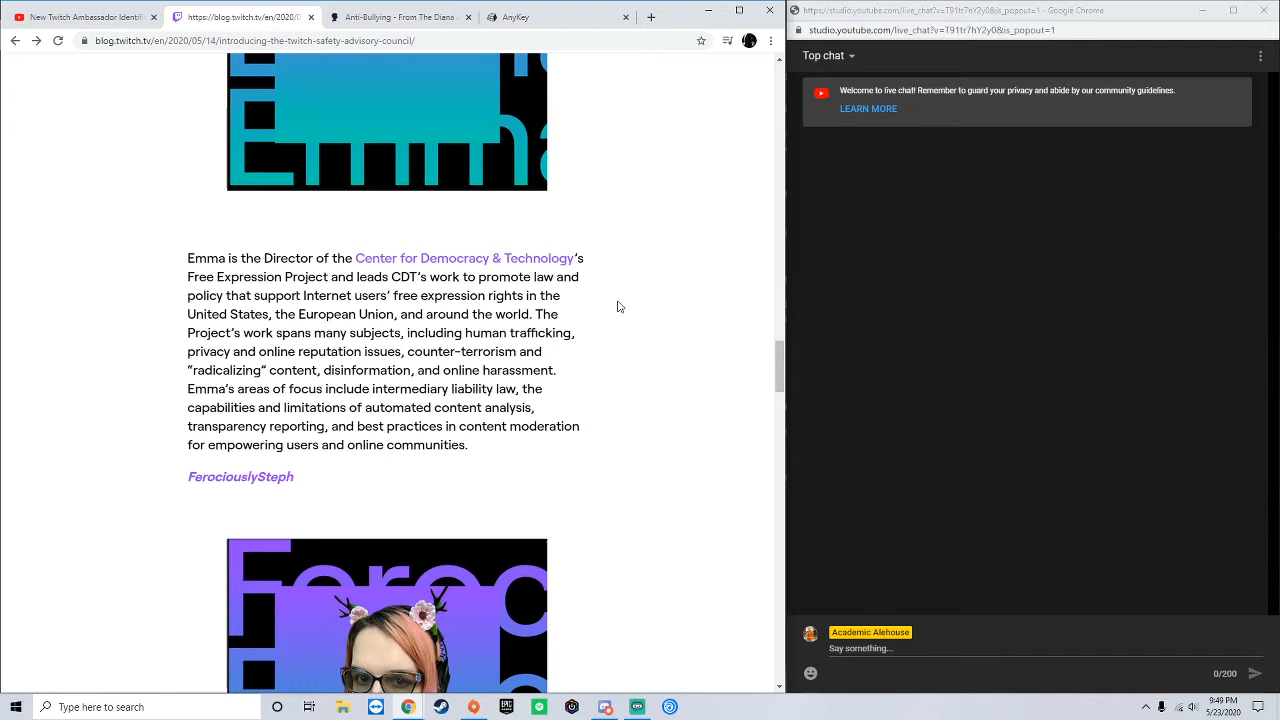 New Twitch Ambassador Identifi
https://blog.twitch.tv/en/2020/0
Able Bullying - From The Diaries
AnyKey
https://studio.youtube.com/live_chat?v=T91tr7hY2y0&is_popout=1 - Google Chrome
blog.twitch.tv/en/2020/05/14/introducing-the-twitch-safety-advisory-council/
studio.youtube.com/live_chat?v=T91tr7hY2y0&is_popout=1
Top chat
Welcome to live chat! Remember to guard your privacy and abide by our community guidelines.
LEARN MORE
Emma
Emma is the Director of the Center for Democracy & Technology's
Free Expression Project and leads CDT's work to promote law and
policy that support Internet users' free expression rights in the
United States, the European Union, and around the world. The
Project's work spans many subjects, including human trafficking,
privacy and online reputation issues, counter-terrorism and
"radicalizing" content, disinformation, and online harassment.
Emma's areas of focus include intermediary liability law, the
capabilities and limitations of automated content analysis,
transparency reporting, and best practices in content moderation
for empowering users and online communities.
FerociouslySteph
Feroc
Academic Alehouse
Say something...
0/200
Type here to search
9:49 PM
5/23/2020